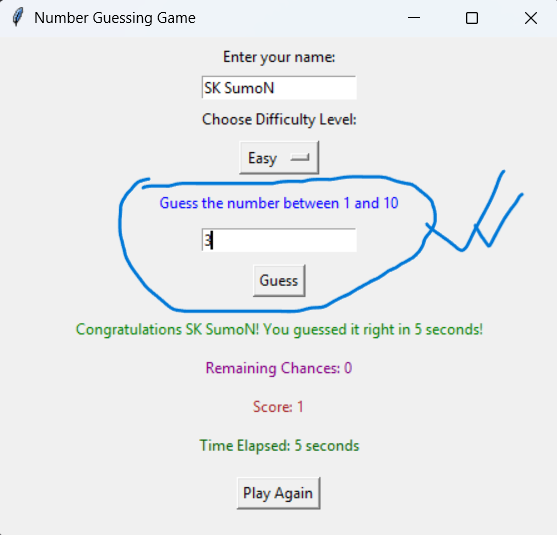 Number Guessing Game
Enter your name:
SK SumoN
Choose Difficulty Level:
Easy
Guess the number between 1 and 10
3
Guess
Congratulations SK SumoN! You guessed it right in 5 seconds!
Remaining Chances: 0
Score: 1
Time Elapsed: 5 seconds
Play Again